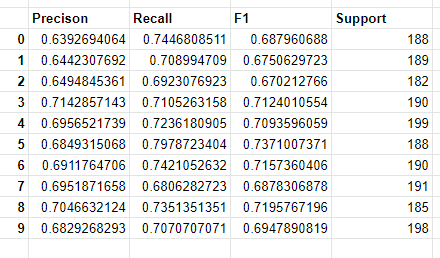 Precison Recall F1 Support
0 0.6392694064 0.7446808511 0.687960688 188
1 0.6442307692 0.708994709 0.6750629723 189
2 0.6494845361 0.6923076923 0.670212766 182
3 0.7142857143 0.7105263158 0.7124010554 190
4 0.6956521739 0.7236180905 0.7093596059 199
5 0.6849315068 0.7978723404 0.7371007371 188
6 0.6911764706 0.7421052632 0.7157360406 190
7 0.6951871658 0.6806282723 0.6878306878 191
8 0.7046632124 0.7351351351 0.7195767196 185
9 0.6829268293 0.7070707071 0.6947890819 198